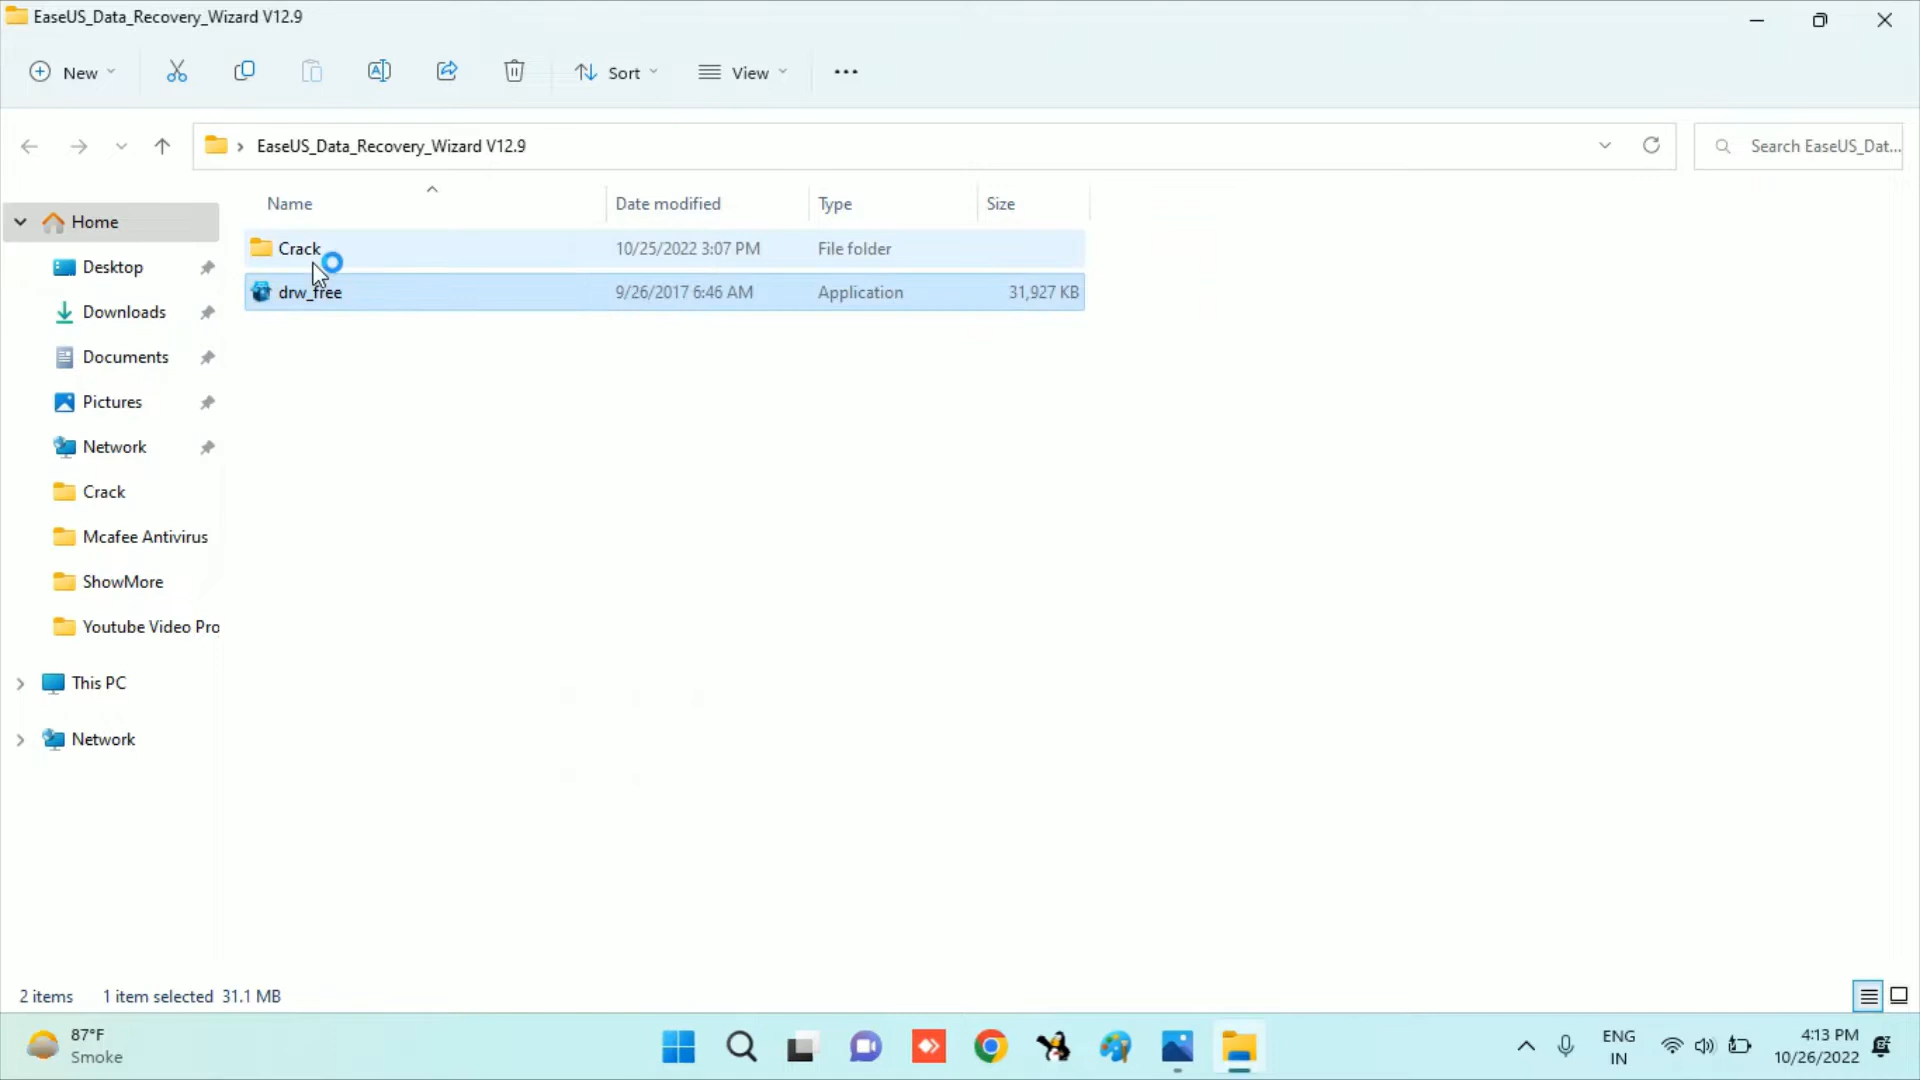 EaseUS_Data_Recovery_Wizard V12.9
New
Sort
View
EaseUS_Data_Recovery_Wizard V12.9
Search EaseUS_Dat...
Name
Date modified
Type
Size
Home
Crack
10/25/2022 3:07 PM
File folder
Desktop
drw_free
9/26/2017 6:46 AM
Application
31,927 KB
Downloads
Documents
Pictures
Network
Crack
Mcafee Antivirus
ShowMore
Youtube Video Pro
This PC
Network
2 items
1 item selected 31.1 MB
87°F
Smoke
ENG
IN
4:13 PM
10/26/2022